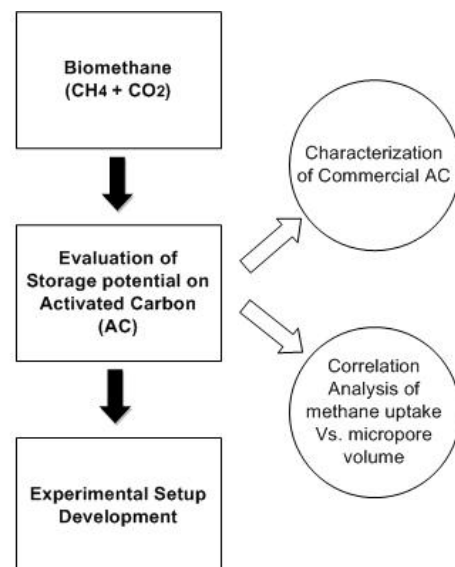 Biomethane
(CH4 + CO2)
Characterization
of Commercial AC
Evaluation of
Storage potential on
Activated Carbon
(AC)
Correlation
Analysis of
methane uptake
Vs. micropore
volume
Experimental Setup
Development